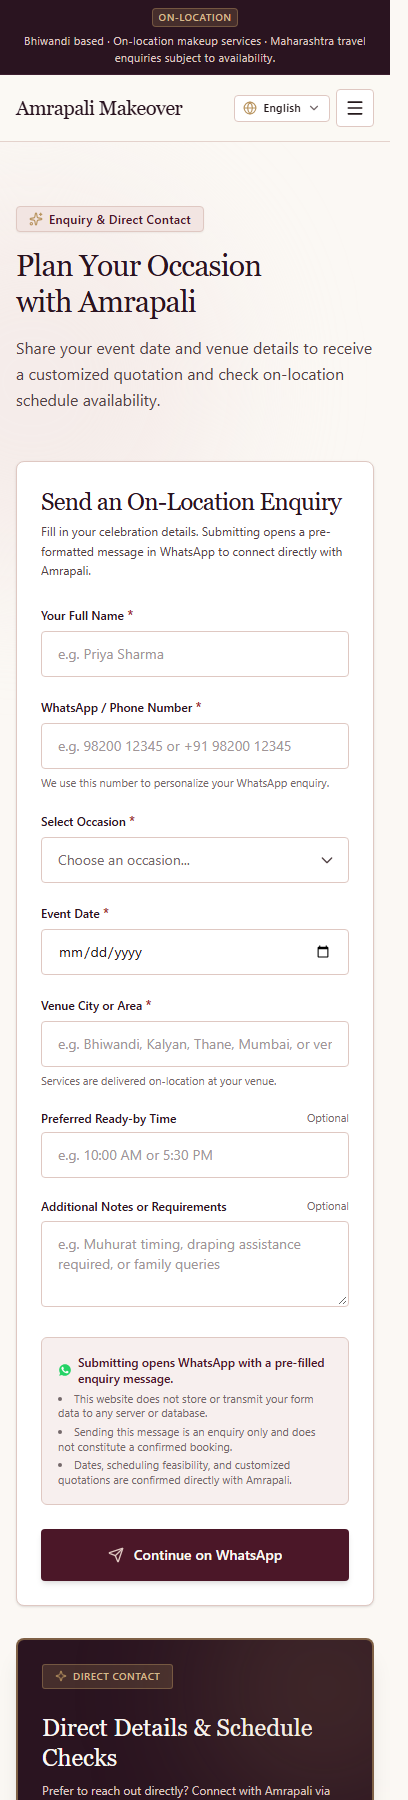 ON-LOCATION
Bhiwandi based · On-location makeup services · Maharashtra travel
enquiries subject to availability.
Amrapali Makeover
English
Enquiry & Direct Contact
Plan Your Occasion
with Amrapali
Share your event date and venue details to receive
a customized quotation and check on-location
schedule availability.
Send an On-Location Enquiry
Fill in your celebration details. Submitting opens a pre-
formatted message in WhatsApp to connect directly with
Amrapali.
Your Full Name *
e.g. Priya Sharma
WhatsApp / Phone Number *
e.g. 98200 12345 or +91 98200 12345
We use this number to personalize your WhatsApp enquiry.
Select Occasion *
Choose an occasion...
Event Date *
mm/dd/yyyy
Venue City or Area *
e.g. Bhiwandi, Kalyan, Thane, Mumbai, or ver
Services are delivered on-location at your venue.
Preferred Ready-by Time Optional
e.g. 10:00 AM or 5:30 PM
Additional Notes or Requirements Optional
e.g. Muhurat timing, draping assistance
required, or family queries
Submitting opens WhatsApp with a pre-filled
enquiry message.
• This website does not store or transmit your form
data to any server or database.
• Sending this message is an enquiry only and does
not constitute a confirmed booking.
• Dates, scheduling feasibility, and customized
quotations are confirmed directly with Amrapali.
Continue on WhatsApp
DIRECT CONTACT
Direct Details & Schedule
Checks
Prefer to reach out directly? Connect with Amrapali via